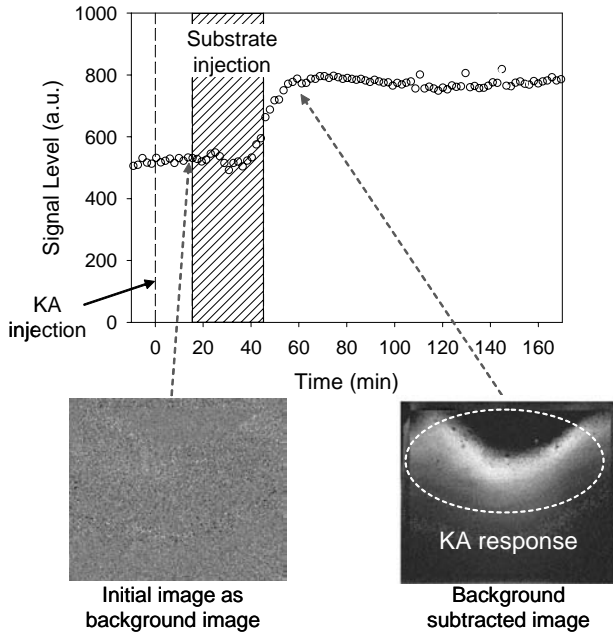 1000
800
600
400
200
0
Signal Level (a.u.)
Substrate
injection
KA
injection
0 20 40 60 80 100 120 140 160
Time (min)
KA response
Initial image as
background image
Background
subtracted image